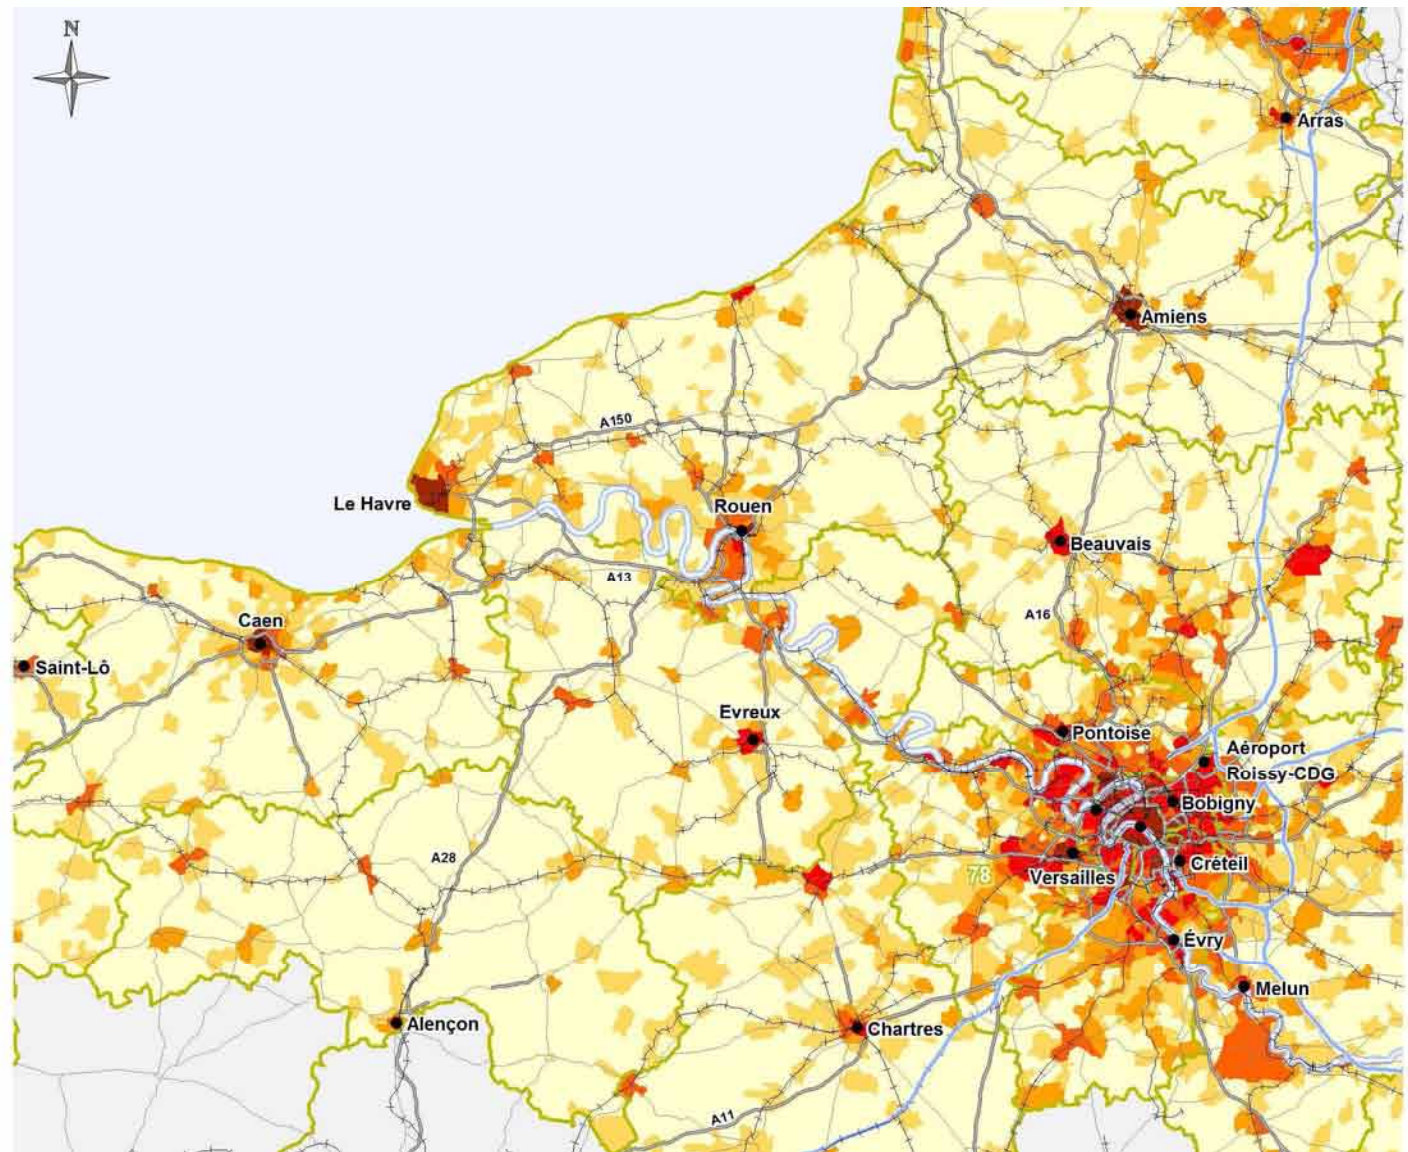 N
Arras
Amiens
A150
Le Havre
Rouen
Beauvais
A13
A16
Caen
Saint-Lô
Evreux
Pontoise
Aéroport
Roissy-CDG
Bobigny
A28
Créteil
Versailles
78
Évry
Melun
Alençon
Chartres
A11